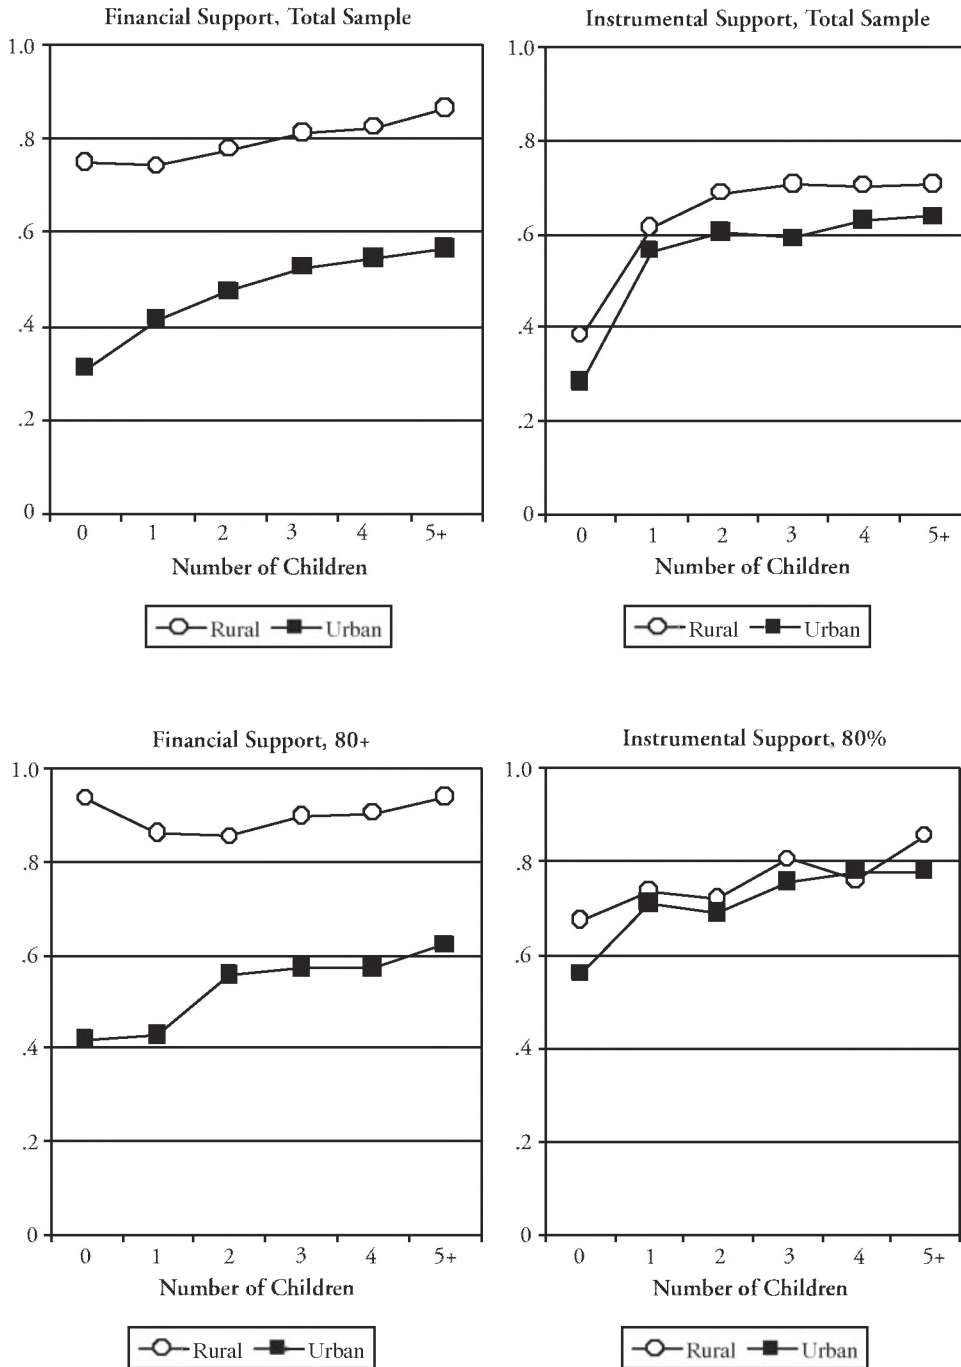 Financial Support, Total Sample
1.0
.8
.6
.4
.2
0
0 1 2 3 4 5+
Number of Children
Rural Urban
Instrumental Support, Total Sample
1.0
.8
.6
.4
.2
0
0 1 2 3 4 5+
Number of Children
Rural Urban
Financial Support, 80+
1.0
.8
.6
.4
.2
0
0 1 2 3 4 5+
Number of Children
Rural Urban
Instrumental Support, 80%
1.0
.8
.6
.4
.2
0
0 1 2 3 4 5+
Number of Children
Rural Urban